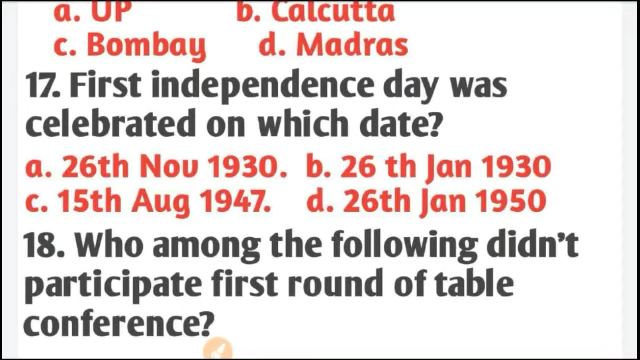 a. UP b. Calcutta
c. Bombay d. Madras
17. First independence day was
celebrated on which date?
a. 26th Nov 1930. b. 26 th Jan 1930
c. 15th Aug 1947. d. 26th Jan 1950
18. Who among the following didn't
participate first round of table
conference?